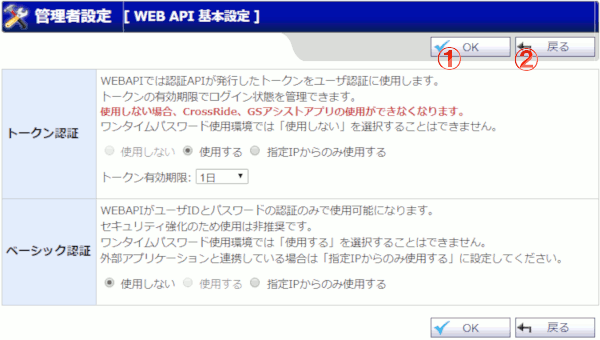 管理者設定 [ WEB API 基本設定 ]
① OK ② 戻る
WEBAPIでは認証APIが発行したトークンをユーザ認証に使用します。
トークンの有効期限でログイン状態を管理できます。
使用しない場合、CrossRide、GSアシストアプリの使用ができなくなります。
ワンタイムパスワード使用環境では「使用しない」を選択することはできません。
トークン認証
使用しない 使用する 指定IPからのみ使用する
トークン有効期限: 1日
WEBAPIがユーザIDとパスワードの認証のみで使用可能になります。
セキュリティ強化のため使用は非推奨です。
ワンタイムパスワード使用環境では「使用する」を選択することはできません。
ベーシック認証
外部アプリケーションと連携している場合は「指定IPからのみ使用する」に設定してください。
使用しない 使用する 指定IPからのみ使用する
OK 戻る